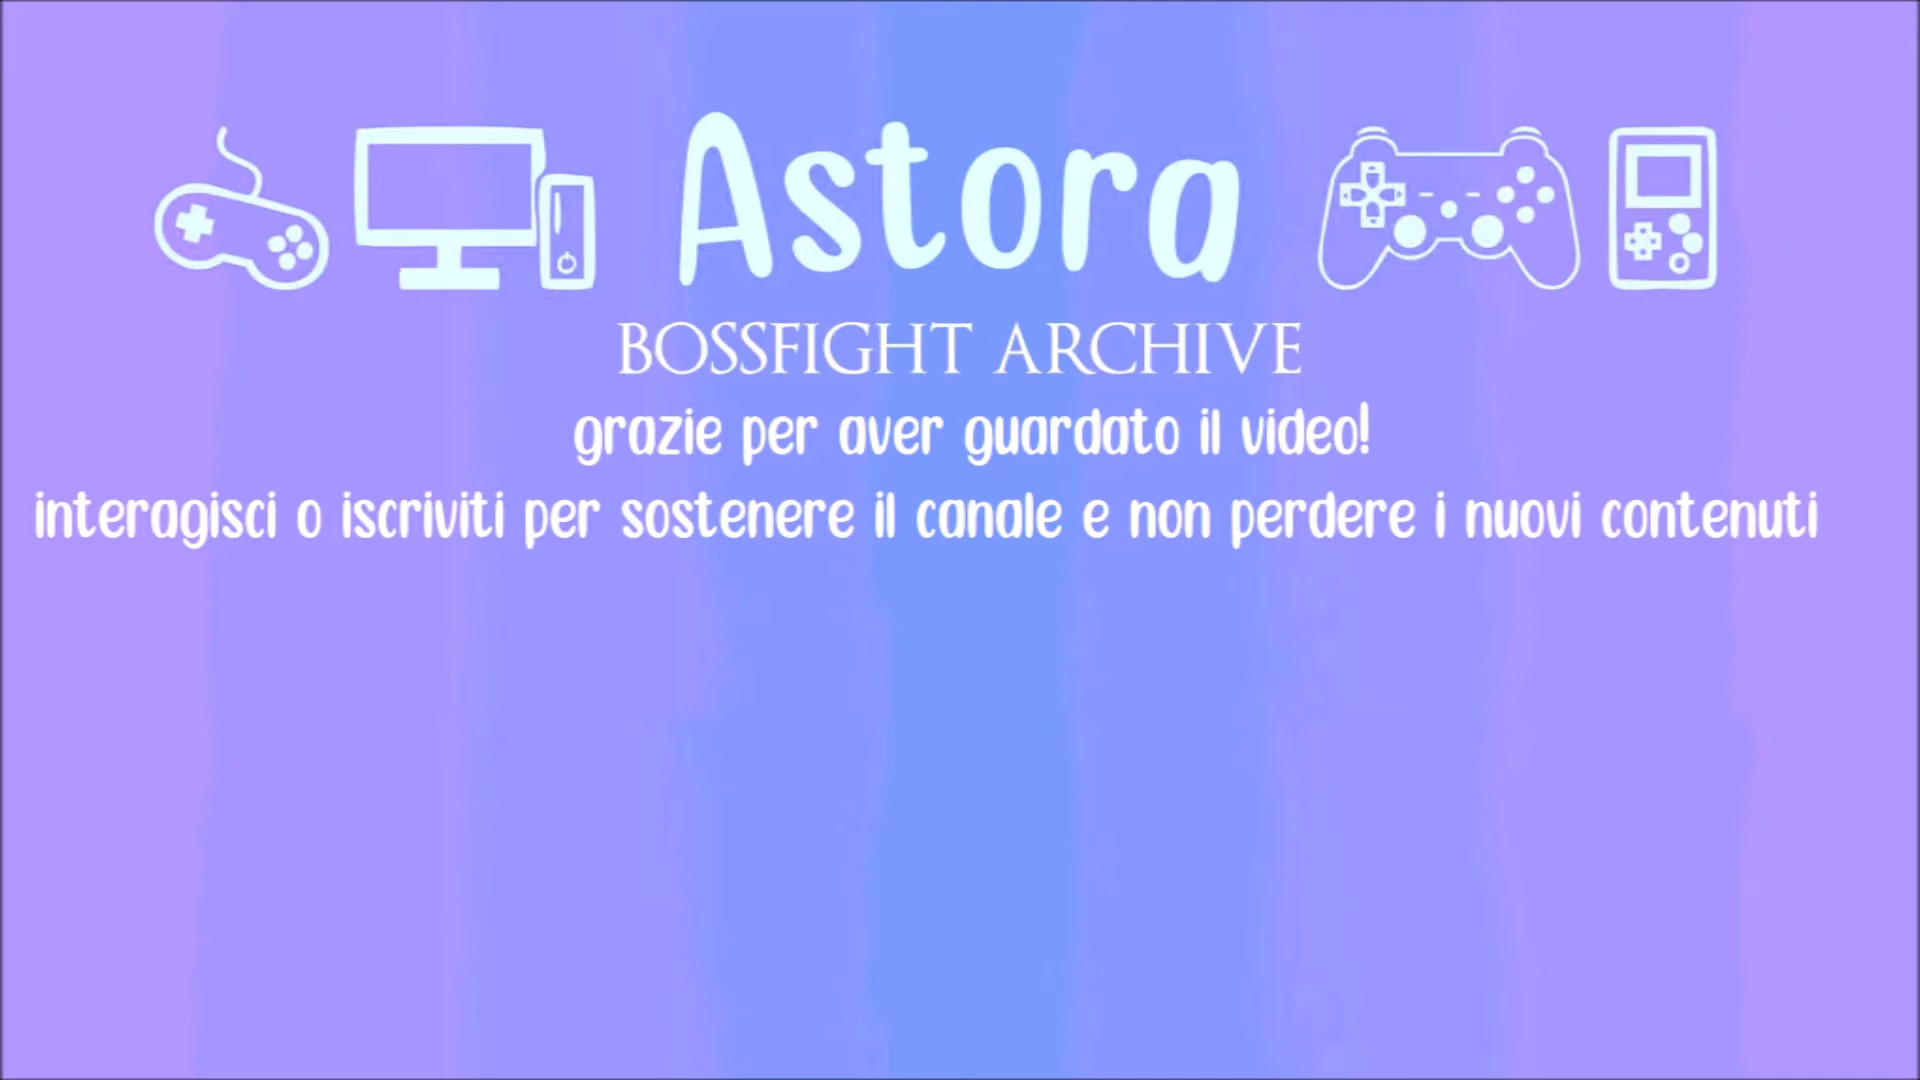 Astora
BOSSFIGHT ARCHIVE
grazie per aver guardato il video!
interagisci o iscriviti per sostenere il canale e non perdere i nuovi contenuti